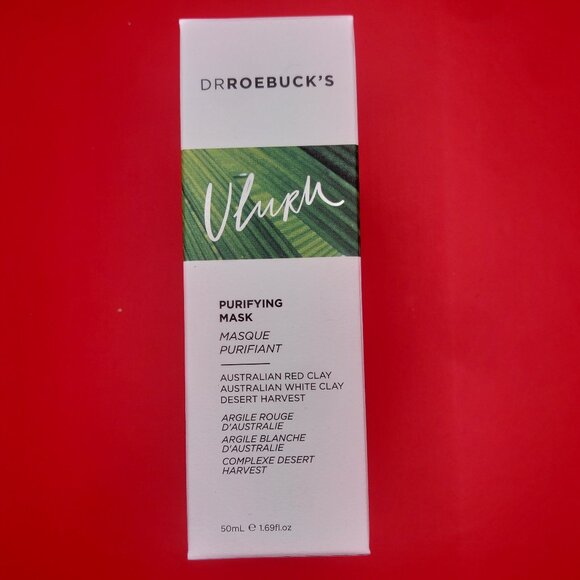 DRROEBUCK'S
Uluru
PURIFYING
MASK
MASQUE
PURIFIANT
AUSTRALIAN RED CLAY
AUSTRALIAN WHITE CLAY
DESERT HARVEST
ARGILE ROUGE
D'AUSTRALIE
ARGILE BLANCHE
D'AUSTRALIE
COMPLEXE DESERT
HARVEST
50mL ℮ 1.69fl.oz